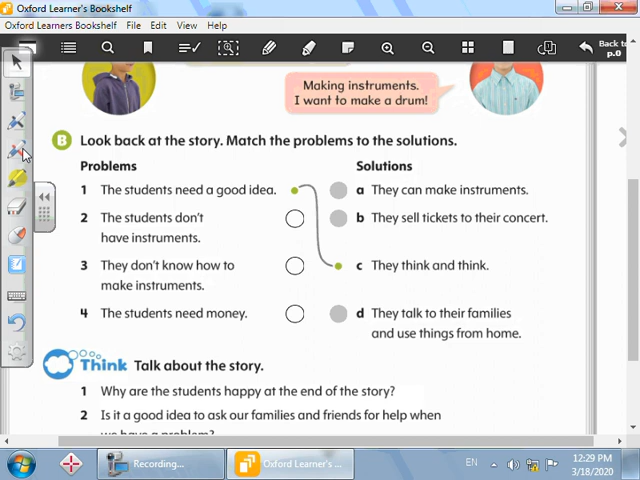 Oxford Learner's Bookshelf
Oxford Learners Bookshelf File Edit View Help
Back to
p.0
Making instruments.
I want to make a drum!
B Look back at the story. Match the problems to the solutions.
Problems Solutions
1 The students need a good idea. a They can make instruments.
2 The students don't b They sell tickets to their concert.
have instruments.
3 They don't know how to c They think and think.
make instruments.
4 The students need money. d They talk to their families
and use things from home.
Think Talk about the story.
1 Why are the students happy at the end of the story?
2 Is it a good idea to ask our families and friends for help when
we have a problem?
Recording... Oxford Learner's ... EN 12:29 PM
3/18/2020